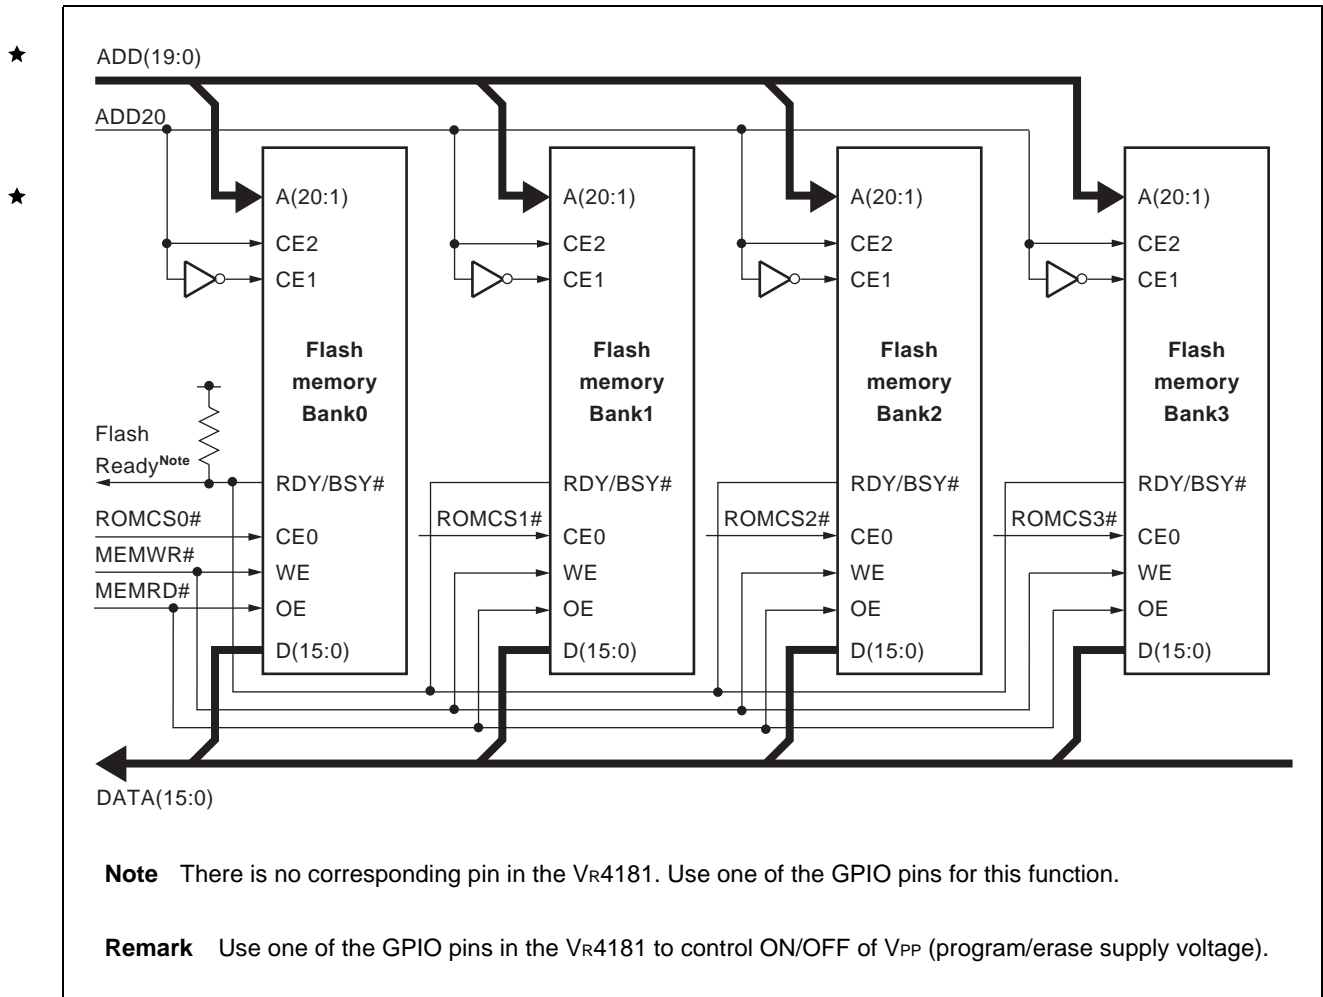 ★
ADD(19:0)
ADD20
★
A(20:1)
CE2
CE1
Flash
memory
Bank0
RDY/BSY#
CE0
WE
OE
D(15:0)
A(20:1)
CE2
CE1
Flash
memory
Bank1
RDY/BSY#
CE0
WE
OE
D(15:0)
A(20:1)
CE2
CE1
Flash
memory
Bank2
RDY/BSY#
CE0
WE
OE
D(15:0)
A(20:1)
CE2
CE1
Flash
memory
Bank3
RDY/BSY#
CE0
WE
OE
D(15:0)
Flash
ReadyNote
ROMCS0#
MEMWR#
MEMRD#
ROMCS1#
ROMCS2#
ROMCS3#
DATA(15:0)
Note There is no corresponding pin in the VR4181. Use one of the GPIO pins for this function.
Remark Use one of the GPIO pins in the VR4181 to control ON/OFF of VPP (program/erase supply voltage).